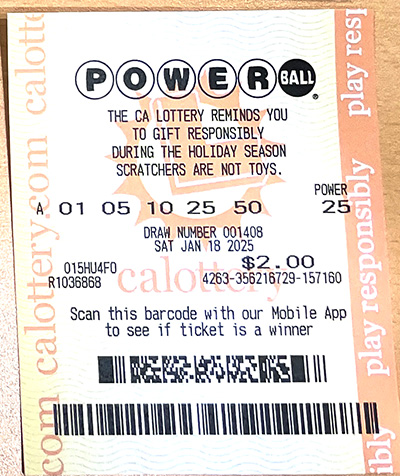 POWERBALL
THE CA LOTTERY REMINDS YOU
TO GIFT RESPONSIBLY
DURING THE HOLIDAY SEASON
SCRATCHERS ARE NOT TOYS.
POWER
A 01 05 10 25 50 25
DRAW NUMBER 001408
SAT JAN 18 2025
015HU4F0 $2.00
R1036868 4263-356216729-157160
calottery
Scan this barcode with our Mobile App
to see if ticket is a winner
com calottery.com calotte
ibly play responsibly play resp